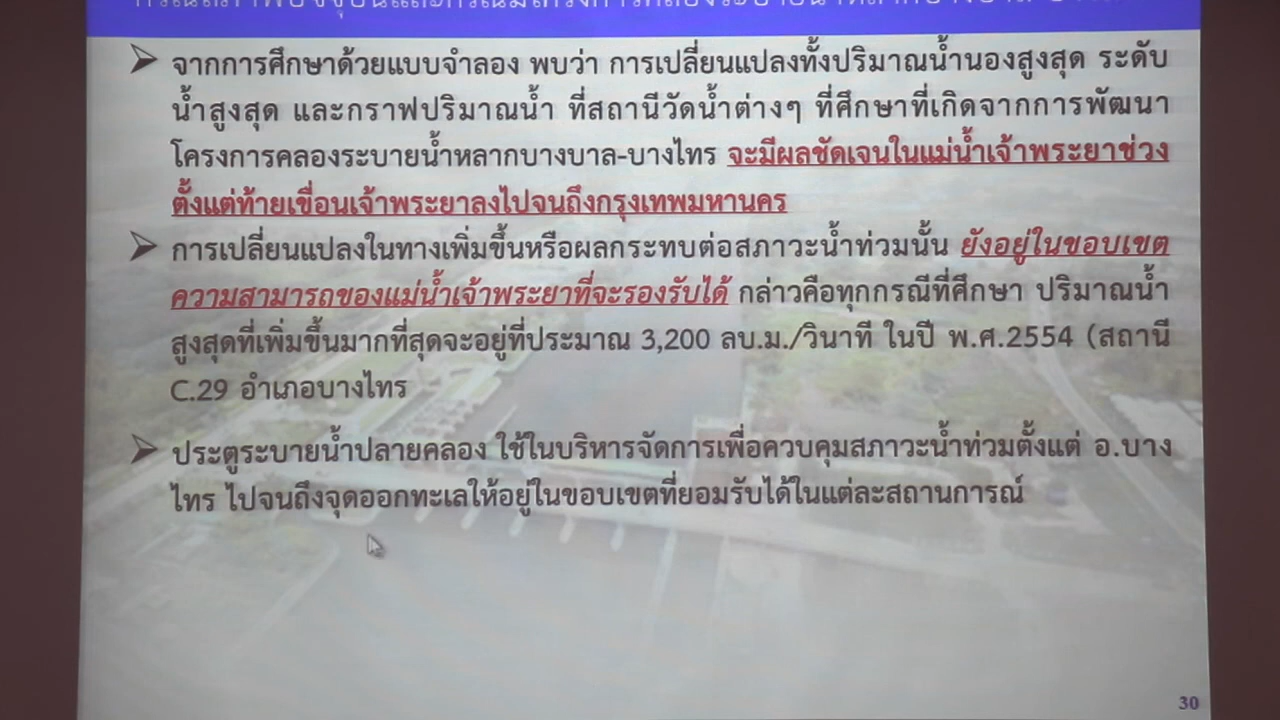 จากการศึกษาด้วยแบบจำลอง พบว่า การเปลี่ยนแปลงทั้งปริมาณน้ำนองสูงสุด ระดับ
น้ำสูงสุด และกราฟปริมาณน้ำ ที่สถานีวัดน้ำต่างๆ ที่ศึกษาที่เกิดจากการพัฒนา
โครงการคลองระบายน้ำหลากบางบาล-บางไทร จะมีผลชัดเจนในแม่น้ำเจ้าพระยาช่วง
ตั้งแต่ท้ายเขื่อนเจ้าพระยาลงไปจนถึงกรุงเทพมหานคร
การเปลี่ยนแปลงในทางเพิ่มขึ้นหรือผลกระทบต่อสภาวะน้ำท่วมนั้น ยังอยู่ในขอบเขต
ความสามารถของแม่น้ำเจ้าพระยาที่จะรองรับได้ กล่าวคือทุกกรณีที่ศึกษา ปริมาณน้ำ
สูงสุดที่เพิ่มขึ้นมากที่สุดจะอยู่ที่ประมาณ 3,200 ลบ.ม./วินาที ในปี พ.ศ.2554 (สถานี
C.29 อำเภอบางไทร
ประตูระบายน้ำปลายคลอง ใช้ในบริหารจัดการเพื่อควบคุมสภาวะน้ำท่วมตั้งแต่ อ.บาง
ไทร ไปจนถึงจุดออกทะเลให้อยู่ในขอบเขตที่ยอมรับได้ในแต่ละสถานการณ์
30